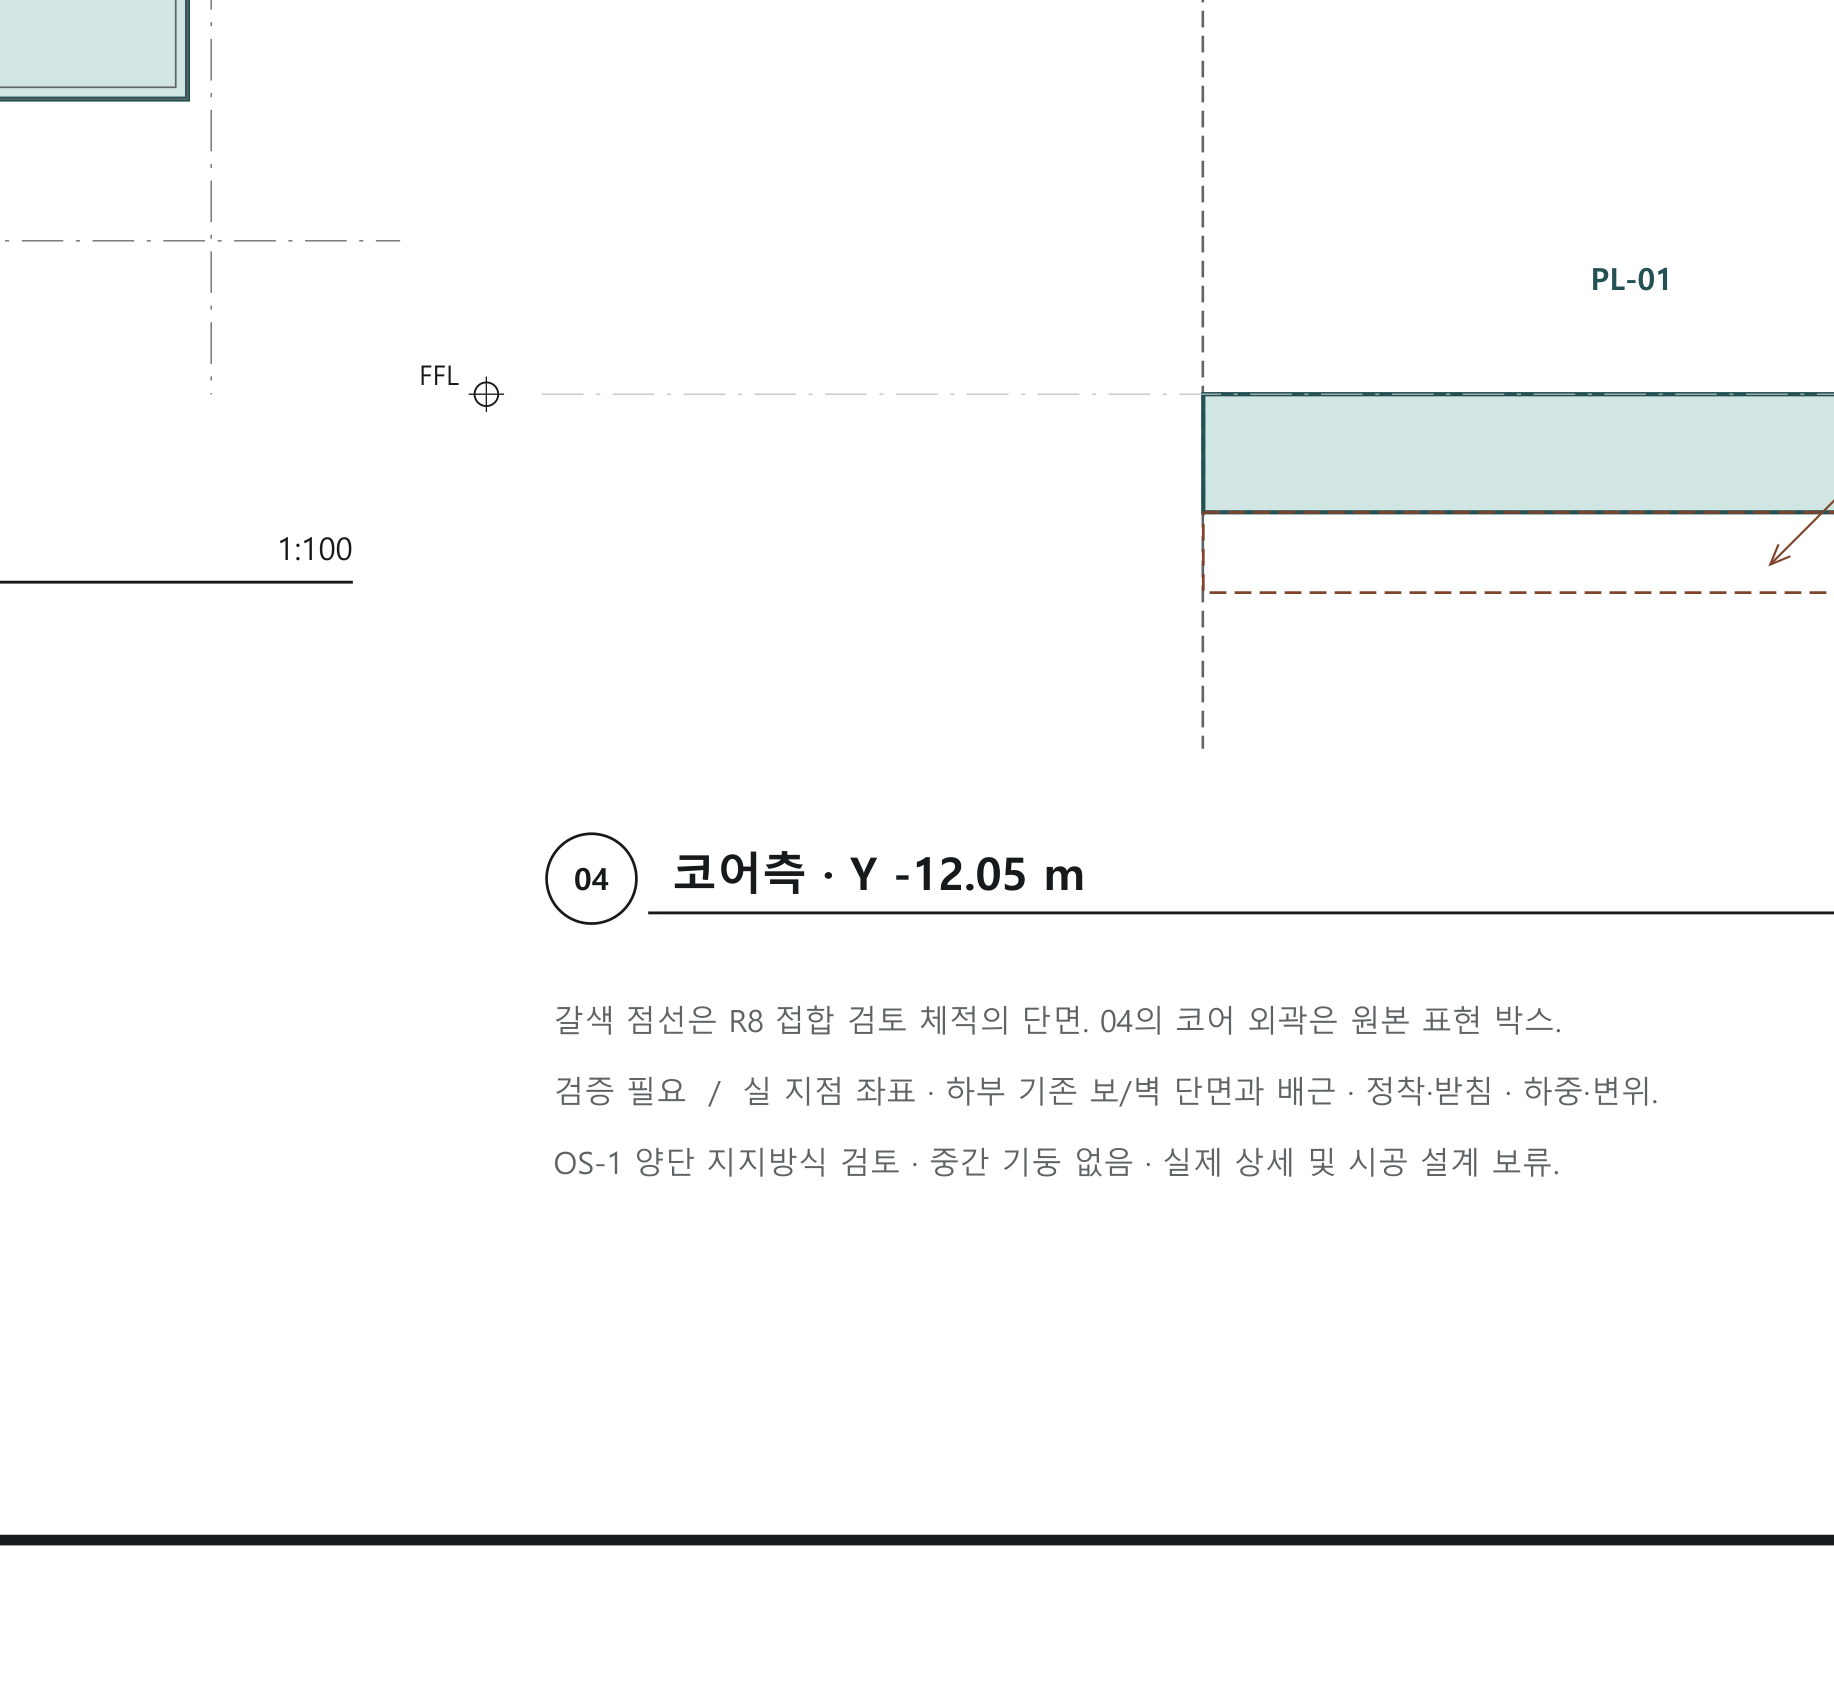 PL-01
FFL
1:100
04 코어측 · Y -12.05 m
갈색 점선은 R8 접합 검토 체적의 단면. 04의 코어 외곽은 원본 표현 박스.
검증 필요 / 실 지점 좌표 · 하부 기존 보/벽 단면과 배근 · 정착·받침 · 하중·변위.
OS-1 양단 지지방식 검토 · 중간 기둥 없음 · 실제 상세 및 시공 설계 보류.